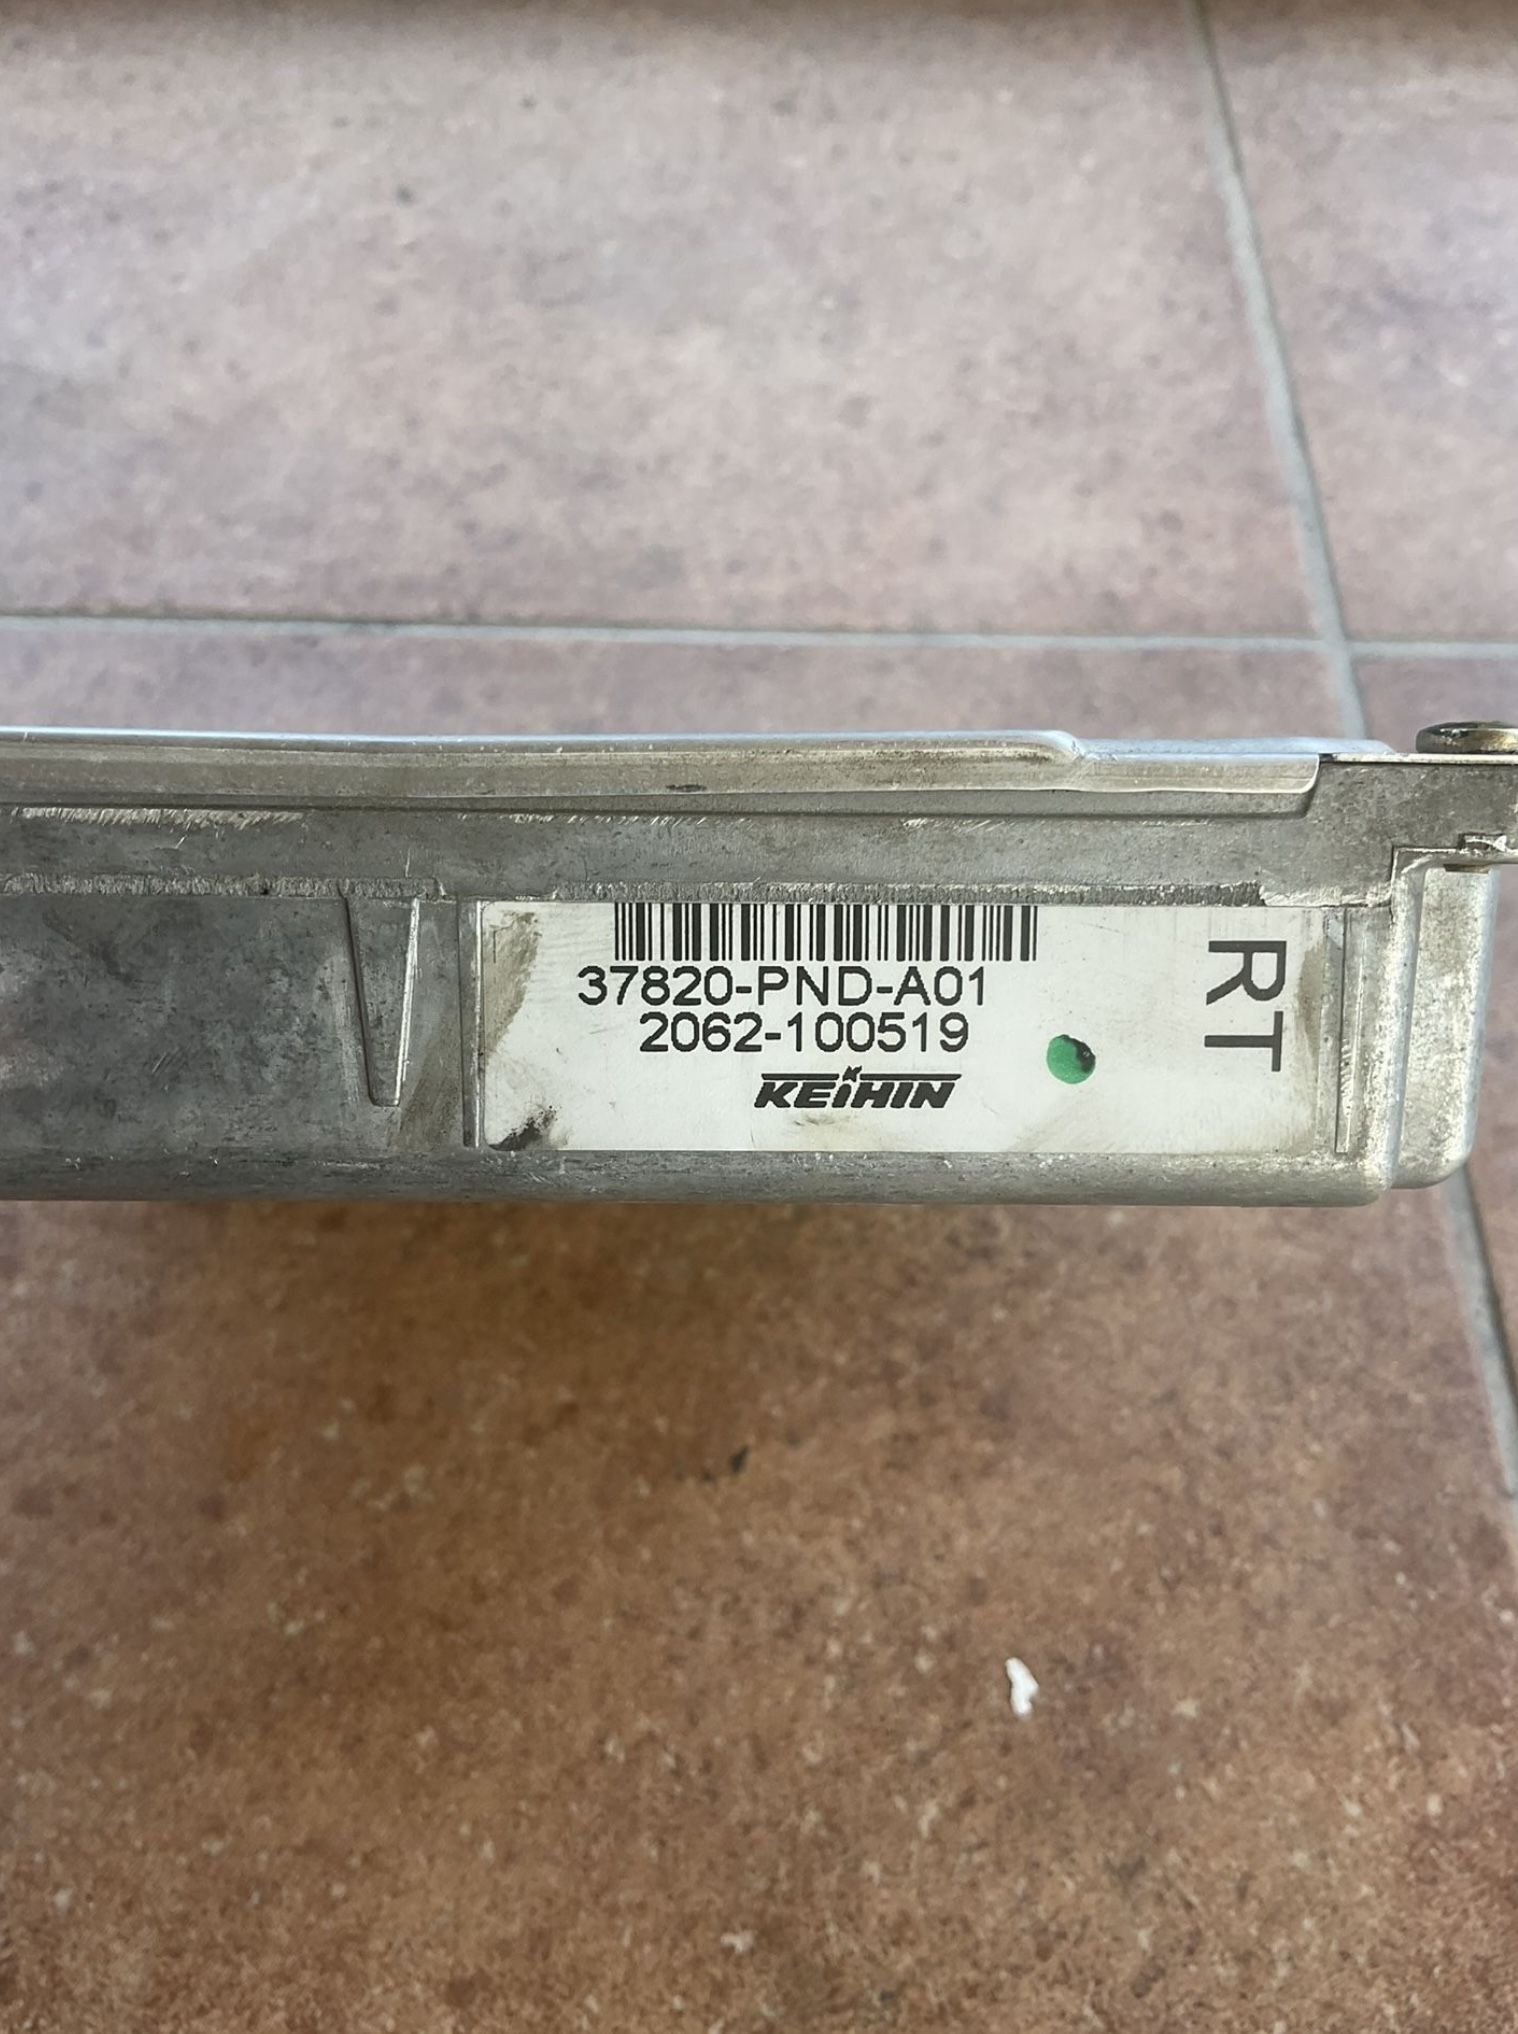 37820-PND-A01
2062-100519
KEIHIN
RT